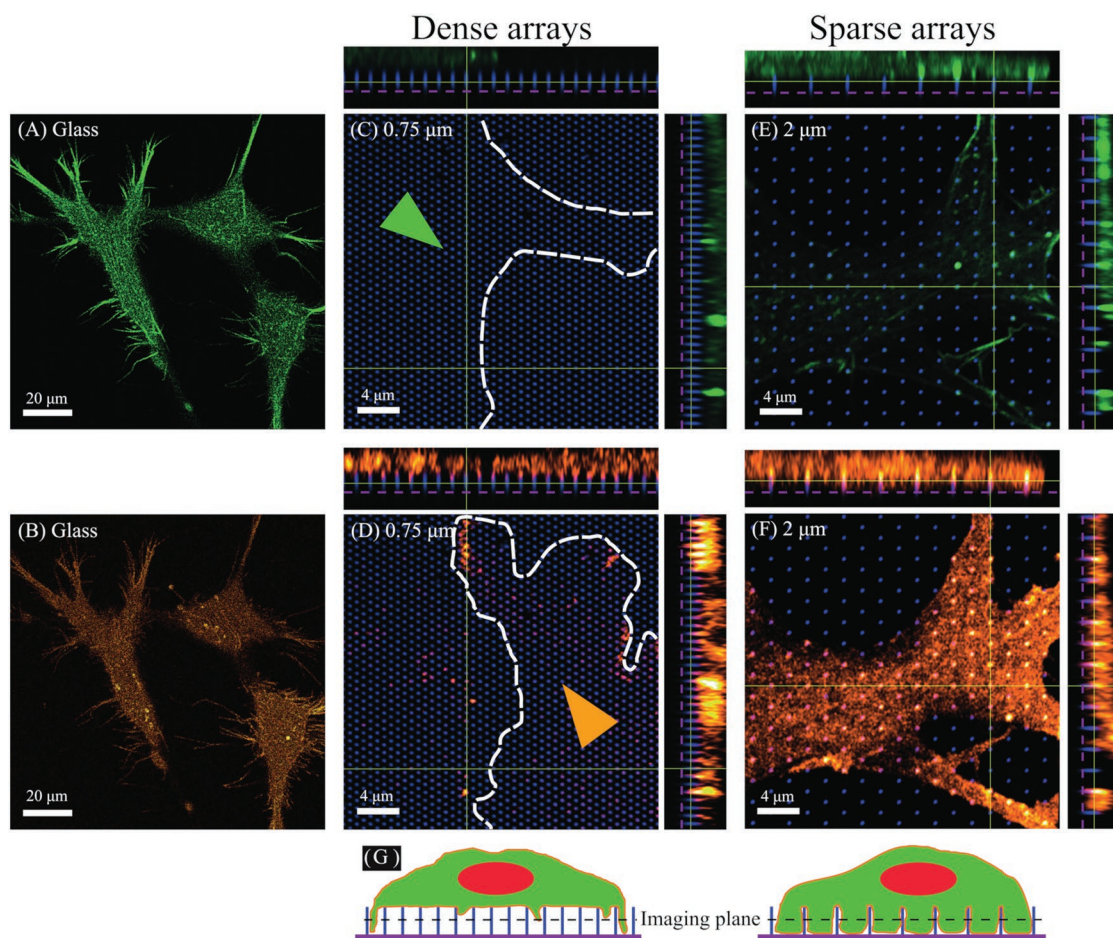 Dense arrays
Sparse arrays
(A) Glass
20 μm
(C) 0.75 μm
4 μm
(E) 2 μm
4 μm
(B) Glass
20 μm
(D) 0.75 μm
4 μm
(F) 2 μm
4 μm
(G)
Imaging plane